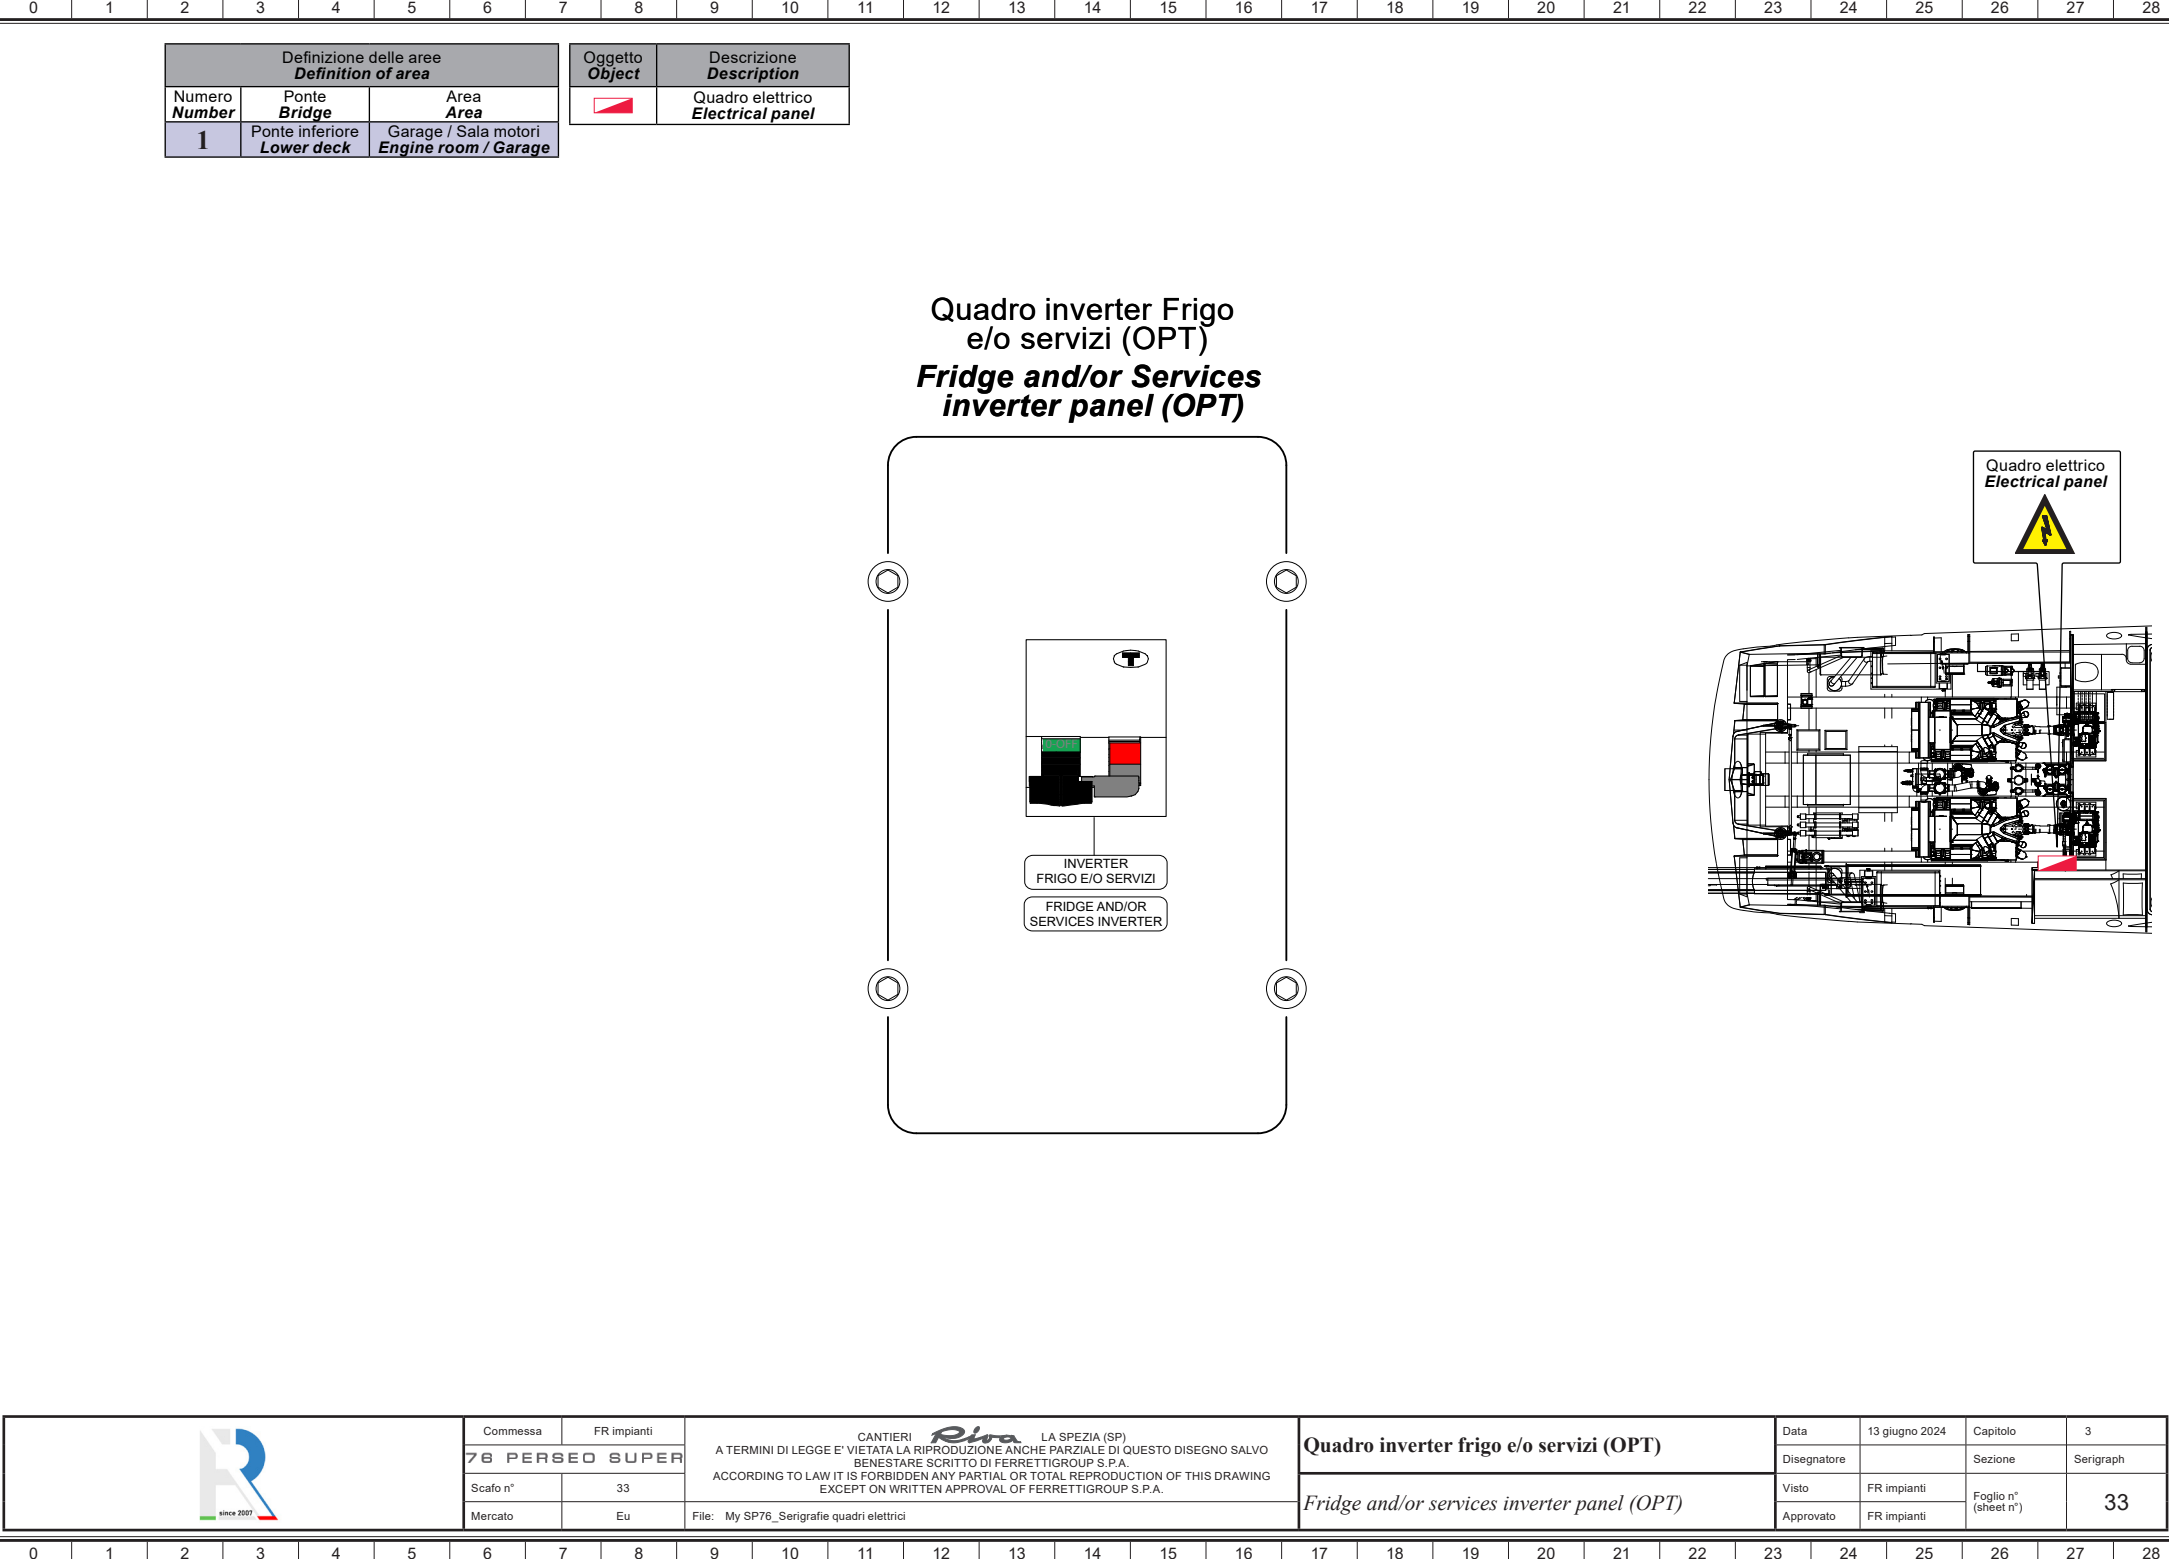 0 1 2 3 4 5 6 7 8 9 10 11 12 13 14 15 16 17 18 19 20 21 22 23 24 25 26 27 28
Definizione delle aree
Definition of area
Numero Ponte Area
Number Bridge Area
1 Ponte inferiore Garage / Sala motori
Lower deck Engine room / Garage
Oggetto Descrizione
Object Description
Quadro elettrico
Electrical panel
Quadro inverter Frigo
e/o servizi (OPT)
Fridge and/or Services
inverter panel (OPT)
Quadro elettrico
Electrical panel
T
INVERTER
FRIGO E/O SERVIZI
FRIDGE AND/OR
SERVICES INVERTER
since 2007
Commessa FR impianti
76 PERSEO SUPER
Scafo n° 33
Mercato Eu
CANTIERI Riva LA SPEZIA (SP)
A TERMINI DI LEGGE E' VIETATA LA RIPRODUZIONE ANCHE PARZIALE DI QUESTO DISEGNO SALVO
BENESTARE SCRITTO DI FERRETTIGROUP S.P.A.
ACCORDING TO LAW IT IS FORBIDDEN ANY PARTIAL OR TOTAL REPRODUCTION OF THIS DRAWING
EXCEPT ON WRITTEN APPROVAL OF FERRETTIGROUP S.P.A.
File: My SP76_Serigrafie quadri elettrici
Quadro inverter frigo e/o servizi (OPT)
Fridge and/or services inverter panel (OPT)
Data 13 giugno 2024 Capitolo 3
Disegnatore Sezione Serigraph
Visto FR impianti Foglio n°
(sheet n°) 33
Approvato FR impianti
0 1 2 3 4 5 6 7 8 9 10 11 12 13 14 15 16 17 18 19 20 21 22 23 24 25 26 27 28